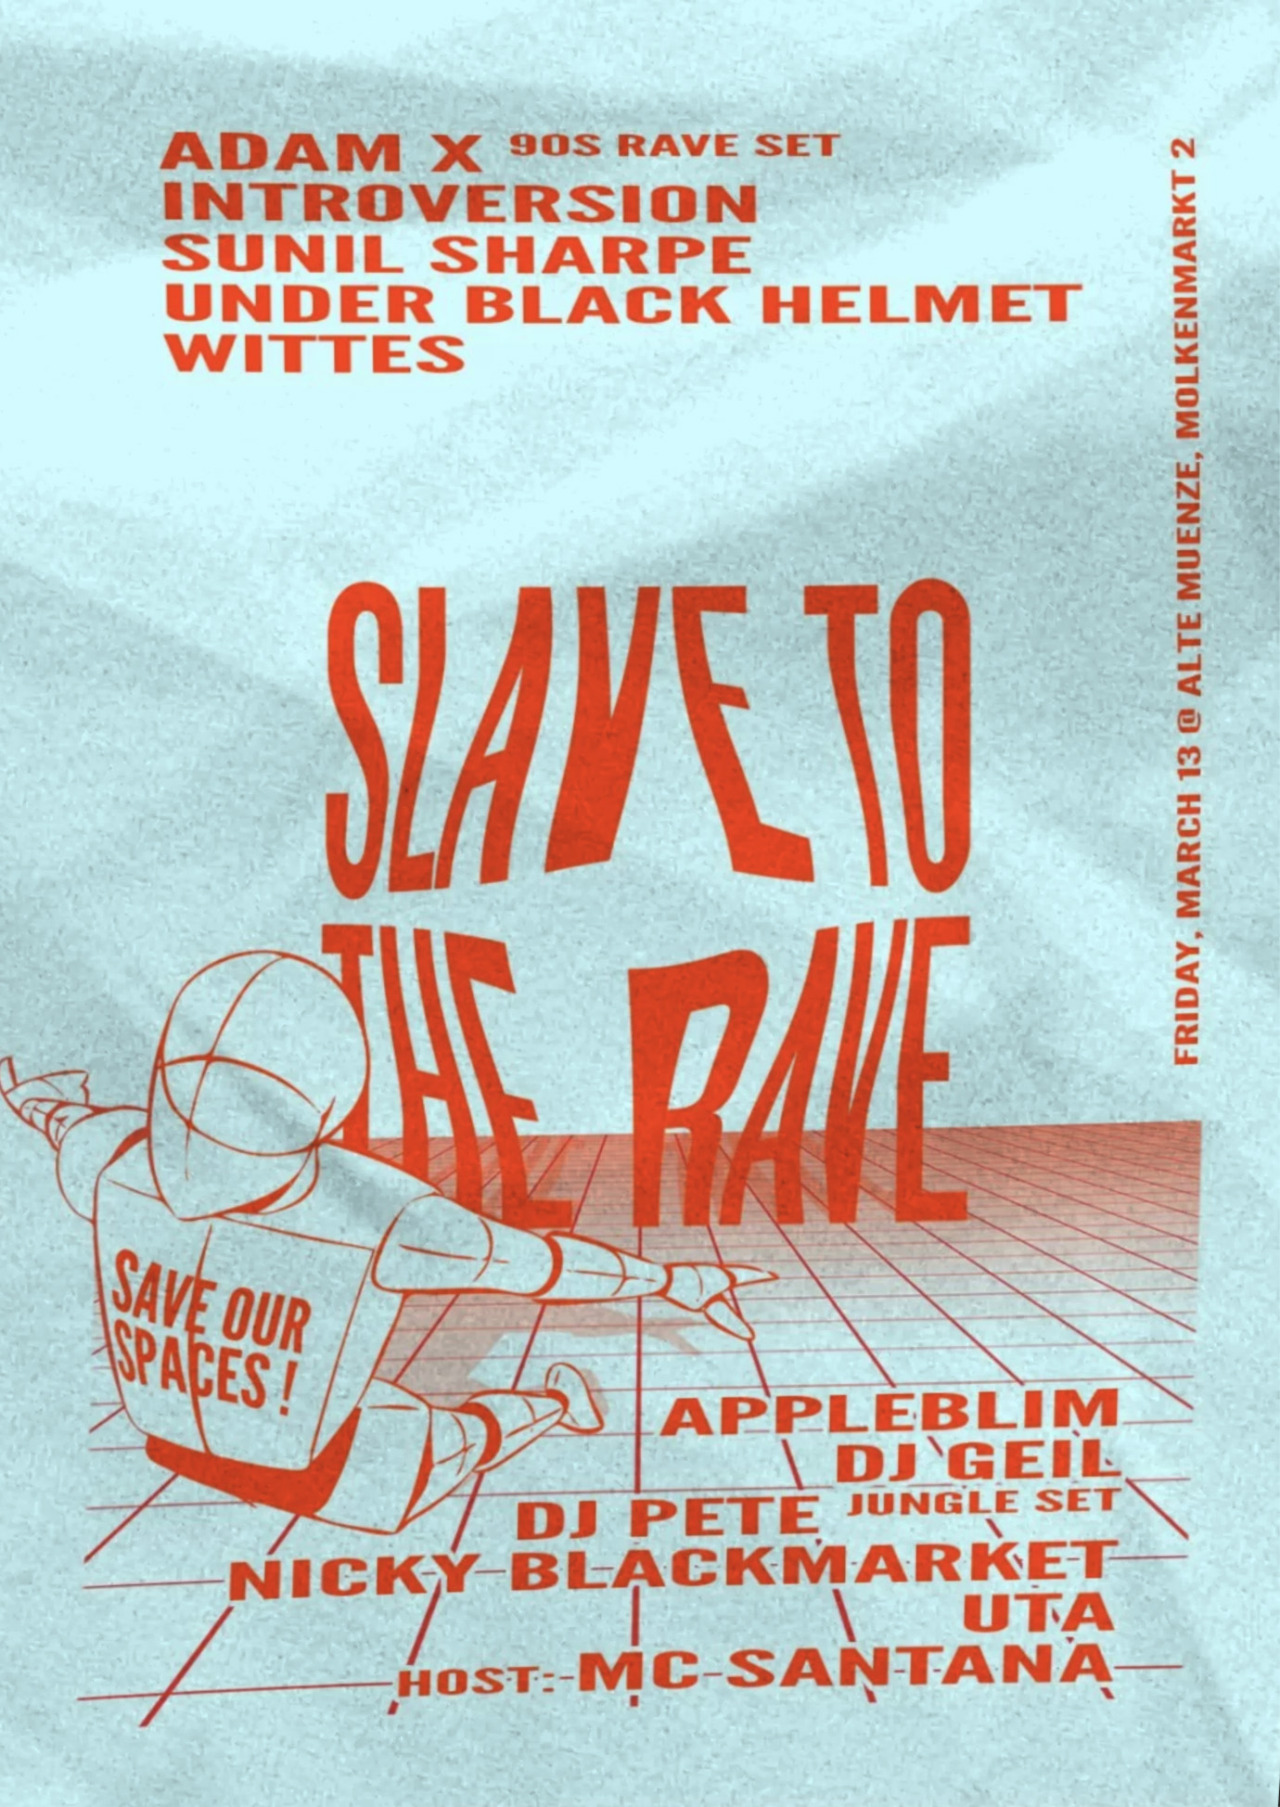 ADAM X 90S RAVE SET
INTROVERSION
SUNIL SHARPE
UNDER BLACK HELMET
WITTES
FRIDAY, MARCH 13 @ ALTE MUENZE, MOLKENMARKT 2
SLAVE TO
THE RAVE
SAVE OUR
SPACES !
APPLEBLIM
DJ GEIL
DJ PETE JUNGLE SET
NICKY BLACKMARKET
UTA
HOST: MC SANTANA